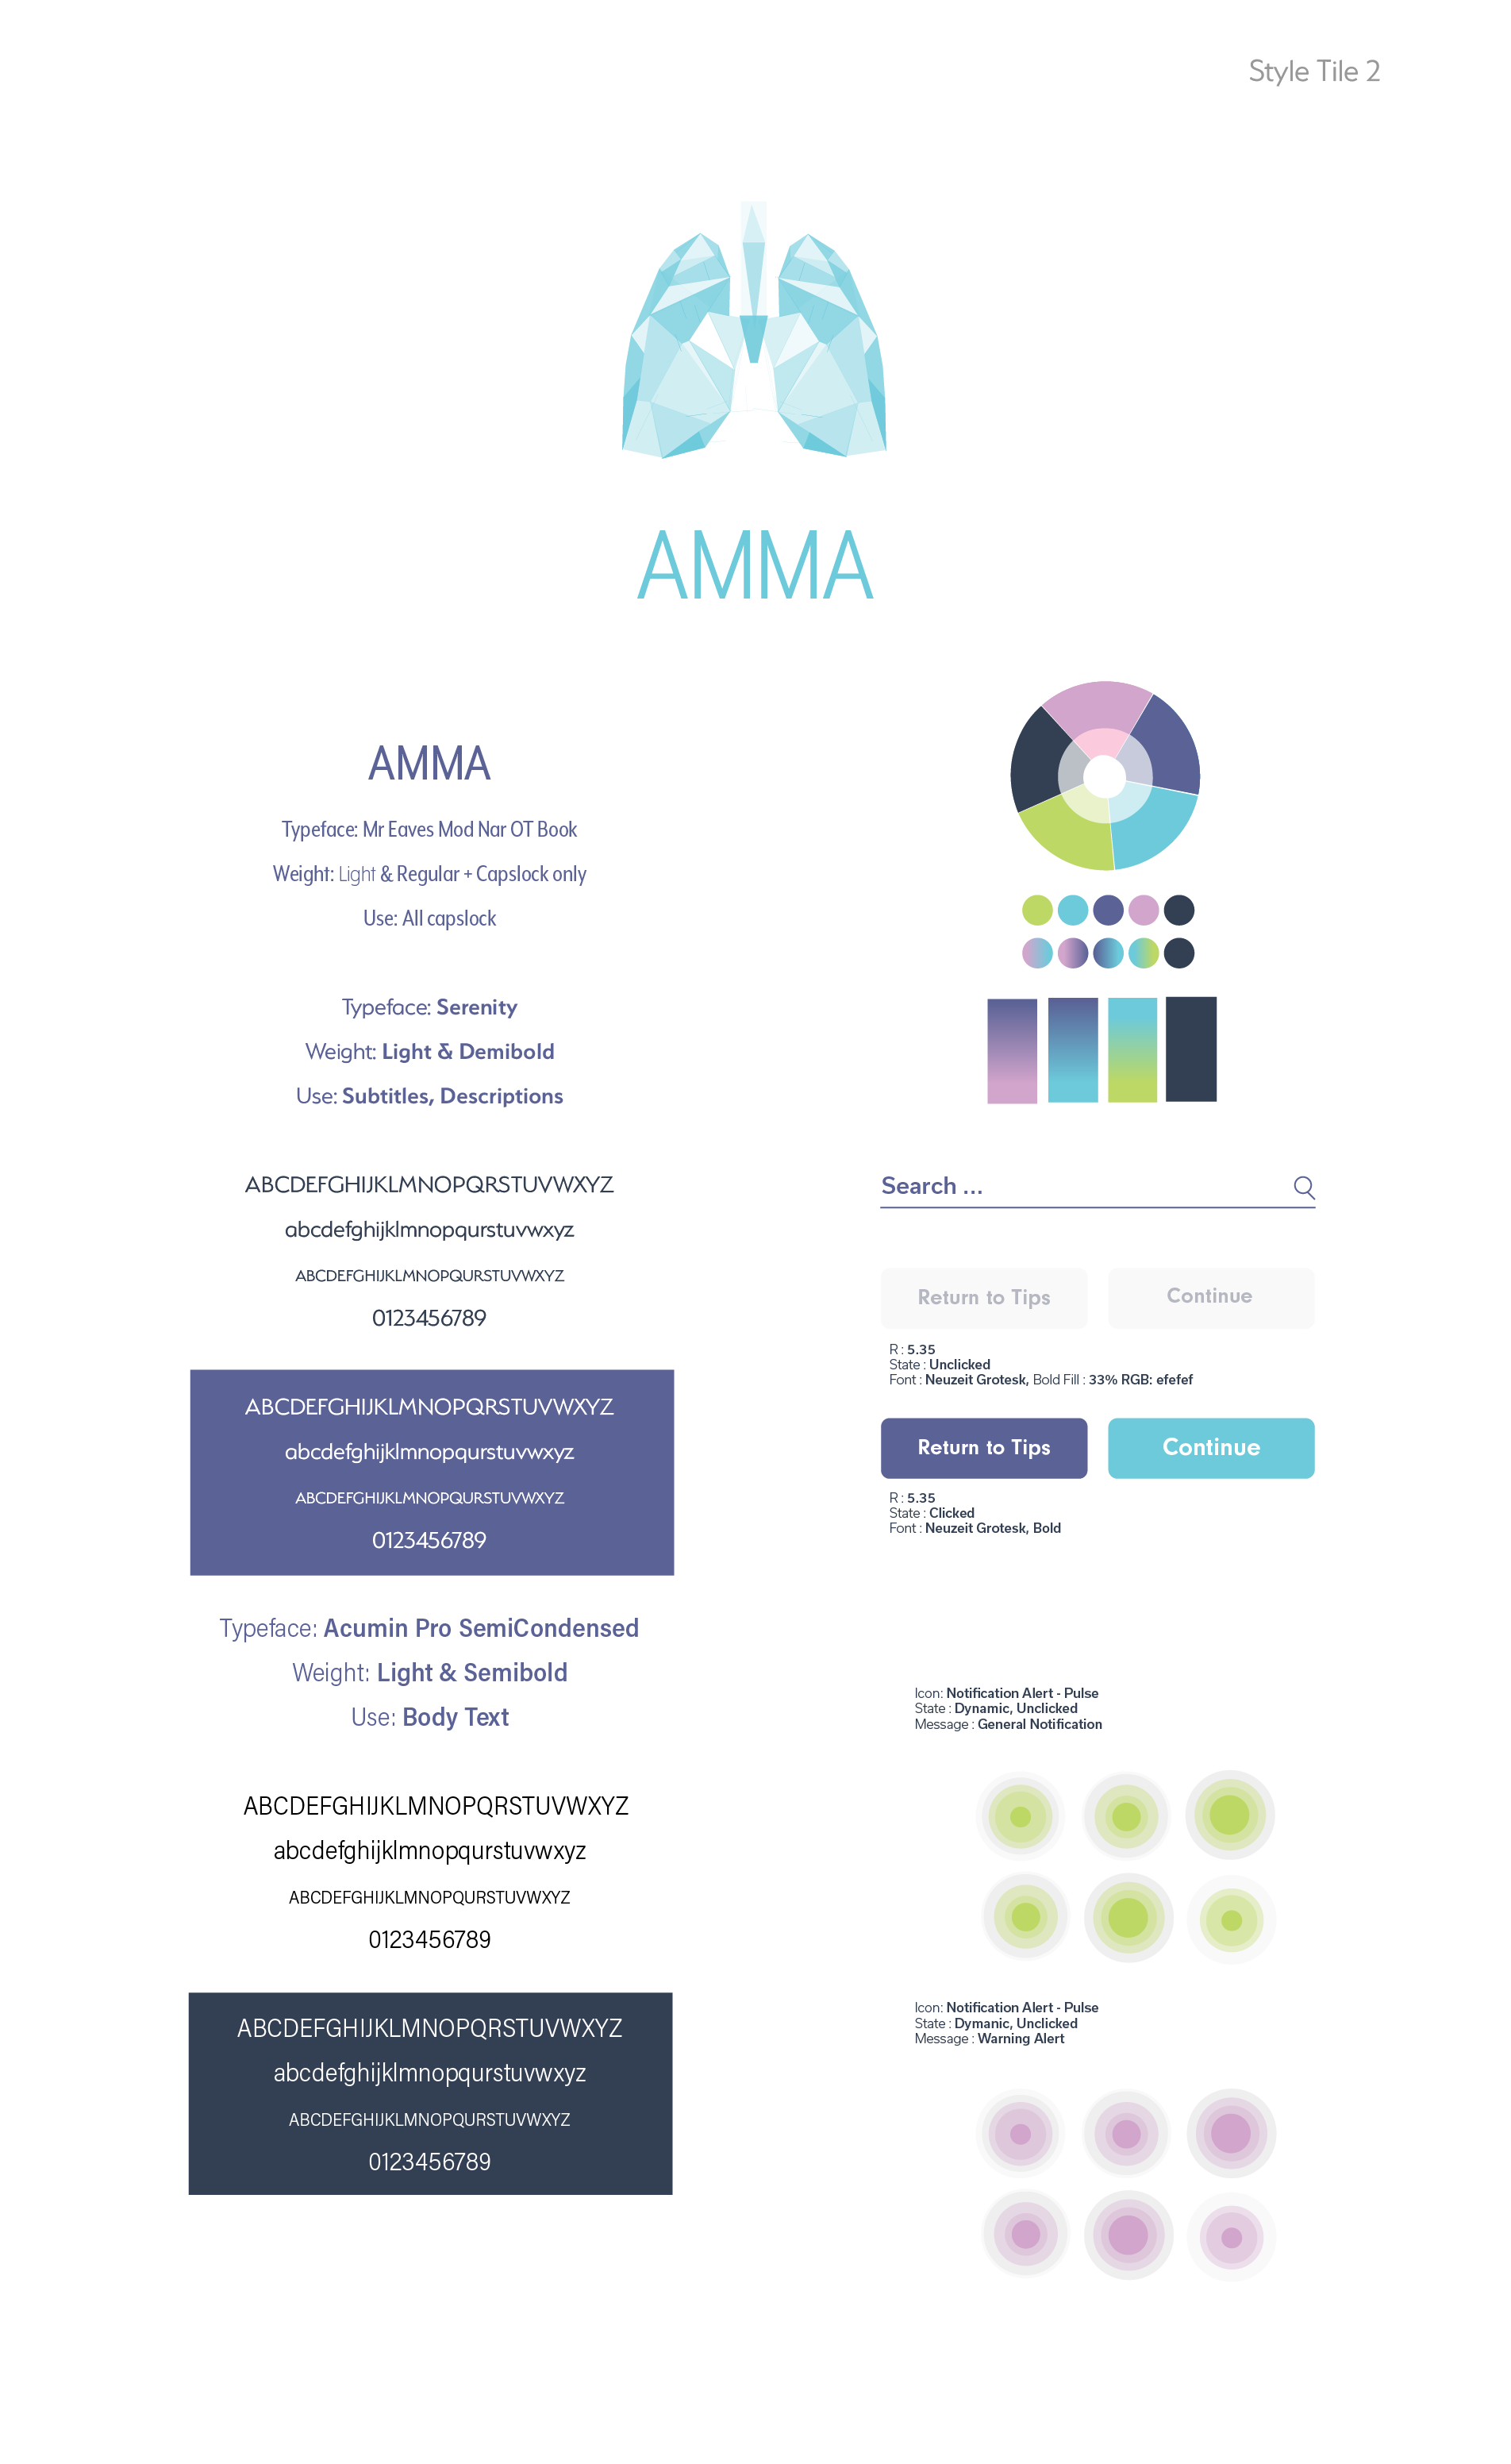 Style Tile 2
AMMA
AMMA
Typeface: Mr Eaves Mod Nar OT Book
Weight: Light & Regular + Capslock only
Use: All capslock
Typeface: Serenity
Weight: Light & Demibold
Use: Subtitles, Descriptions
ABCDEFGHIJKLMNOPQRSTUVWXYZ
abcdefghijklmnopqurstuvwxyz
ABCDEFGHIJKLMNOPQURSTUVWXYZ
0123456789
ABCDEFGHIJKLMNOPQRSTUVWXYZ
abcdefghijklmnopqurstuvwxyz
ABCDEFGHIJKLMNOPQURSTUVWXYZ
0123456789
Typeface: Acumin Pro SemiCondensed
Weight: Light & Semibold
Use: Body Text
ABCDEFGHIJKLMNOPQRSTUVWXYZ
abcdefghijklmnopqurstuvwxyz
ABCDEFGHIJKLMNOPQURSTUVWXYZ
0123456789
ABCDEFGHIJKLMNOPQRSTUVWXYZ
abcdefghijklmnopqurstuvwxyz
ABCDEFGHIJKLMNOPQURSTUVWXYZ
0123456789
Search ...
Return to Tips
Continue
R : 5.35
State : Unclicked
Font : Neuzeit Grotesk, Bold Fill : 33% RGB: efefef
Return to Tips
Continue
R : 5.35
State : Clicked
Font : Neuzeit Grotesk, Bold
Icon: Notification Alert - Pulse
State : Dynamic, Unclicked
Message : General Notification
Icon: Notification Alert - Pulse
State : Dymanic, Unclicked
Message : Warning Alert